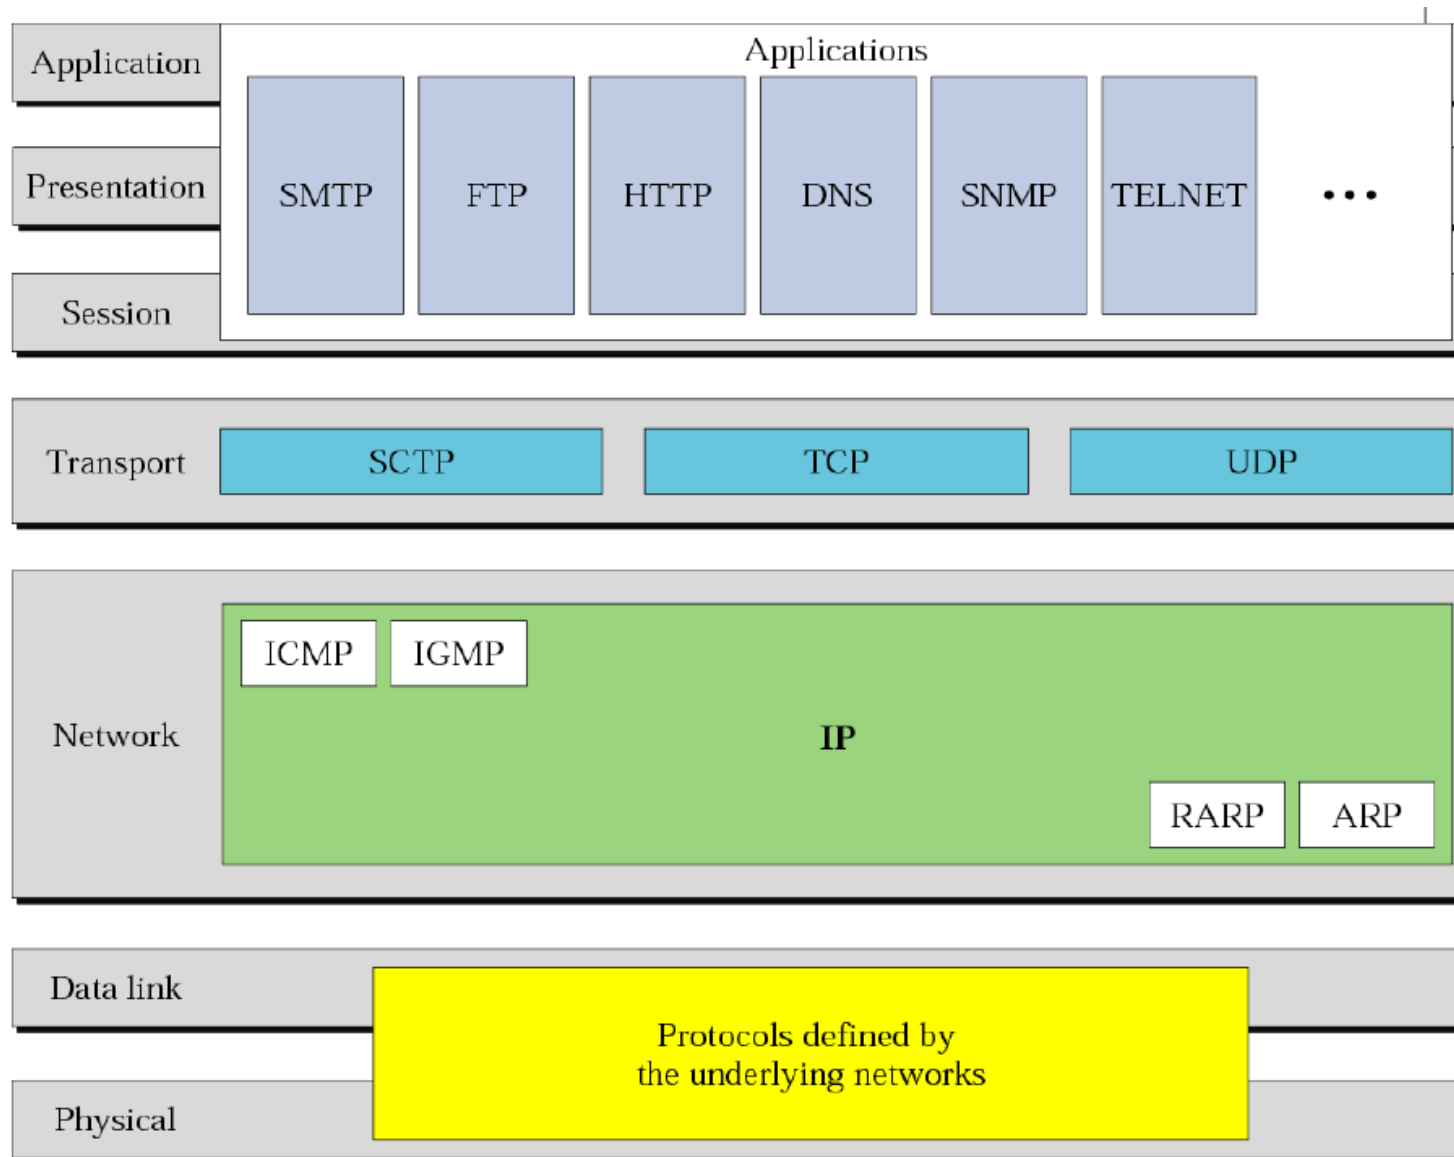 Application
Applications
Presentation
SMTP
FTP
HTTP
DNS
SNMP
TELNET
...
Session
Transport
SCTP
TCP
UDP
ICMP
IGMP
Network
IP
RARP
ARP
Data link
Protocols defined by
the underlying networks
Physical